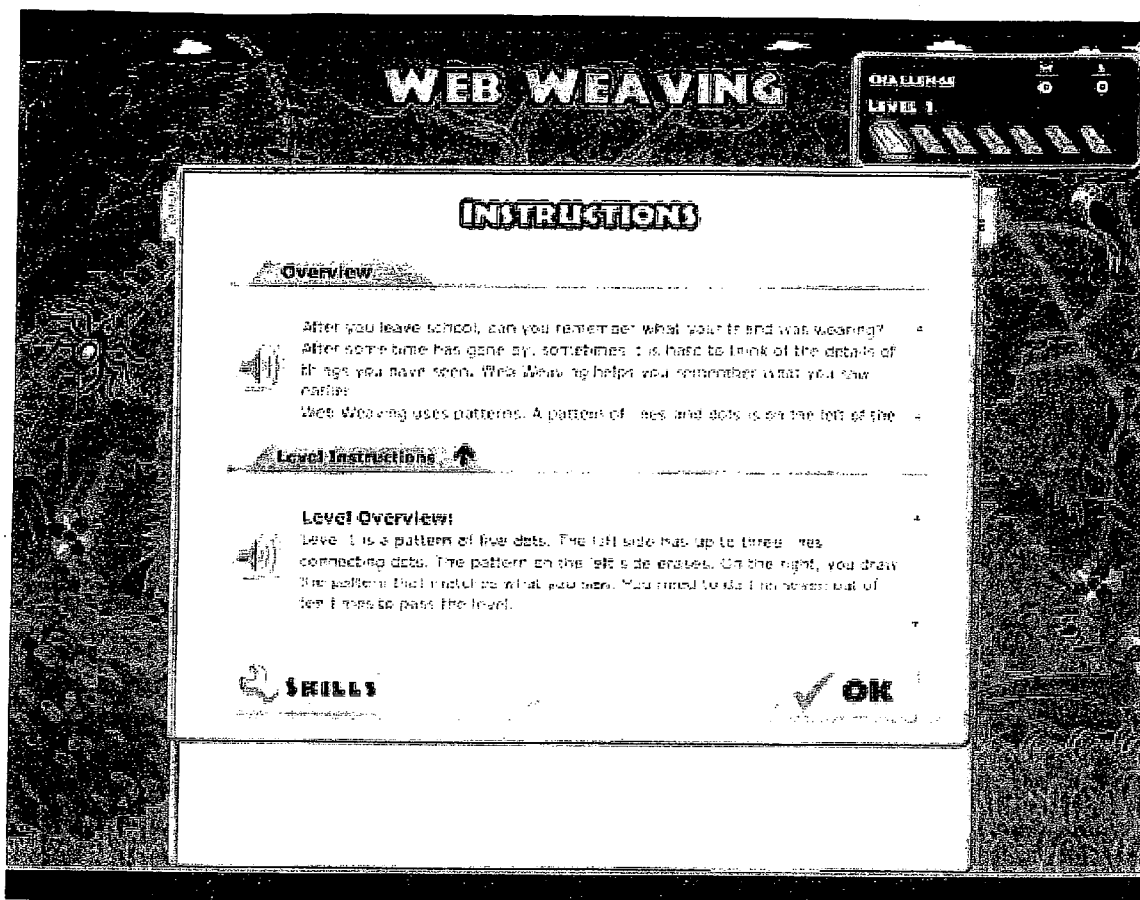 WEB WEAVING
CHALLENGE
0 0
LEVEL 1
INSTRUCTIONS
Overview
After you leave school, can you remember what your friend was wearing?
After some time has gone by, sometimes it is hard to think of the details of
things you have seen. Web Weaving helps you remember what you saw
earlier.
Web Weaving uses patterns. A pattern of lines and dots is on the left of the
Level Instructions
Level Overview:
Level 1 is a pattern of five dots. The left side has up to three lines
connecting dots. The pattern on the left side erases. On the right, you draw
the pattern that matches what you saw. You need to do this seven out of
ten times to pass the level.
SKILLS
OK